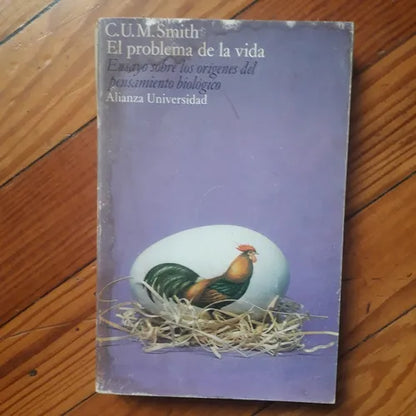 C.U.M. Smith
El problema de la vida
Ensayo sobre los orígenes del
pensamiento biológico
Alianza Universidad